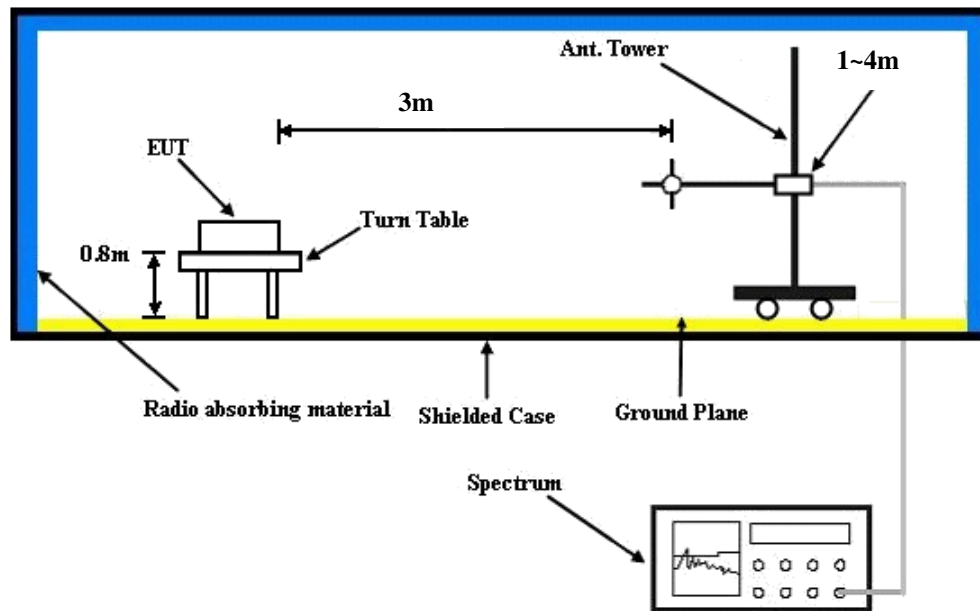 Ant. Tower
1~4m
3m
EUT
Turn Table
0.8m
Radio absorbing material
Shielded Case
Ground Plane
Spectrum